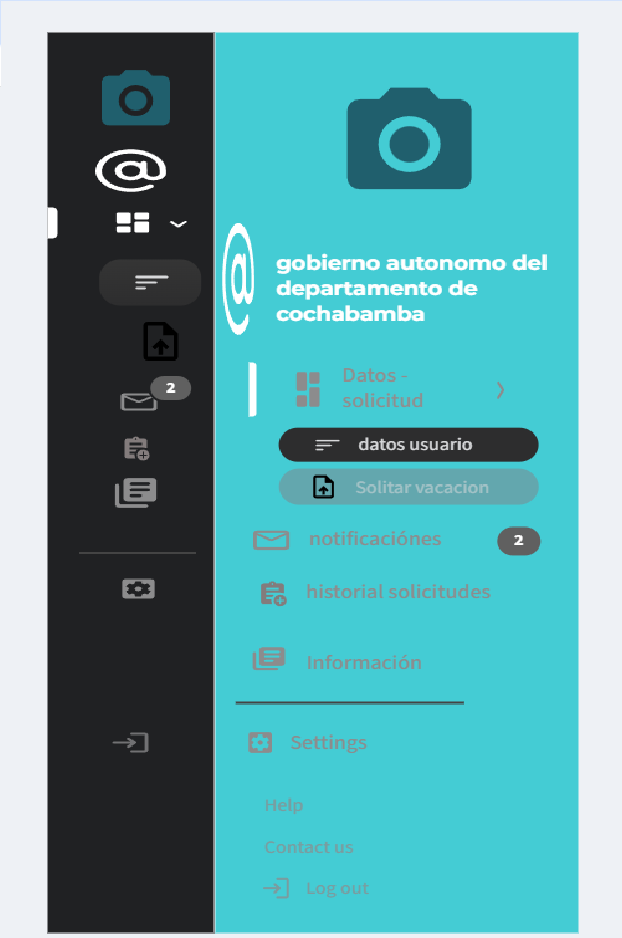 @
2
@
gobierno autonomo del
departamento de
cochabamba
Datos -
solicitud
datos usuario
Solitar vacacion
notificaciónes
2
historial solicitudes
Información
Settings
Help
Contact us
Log out